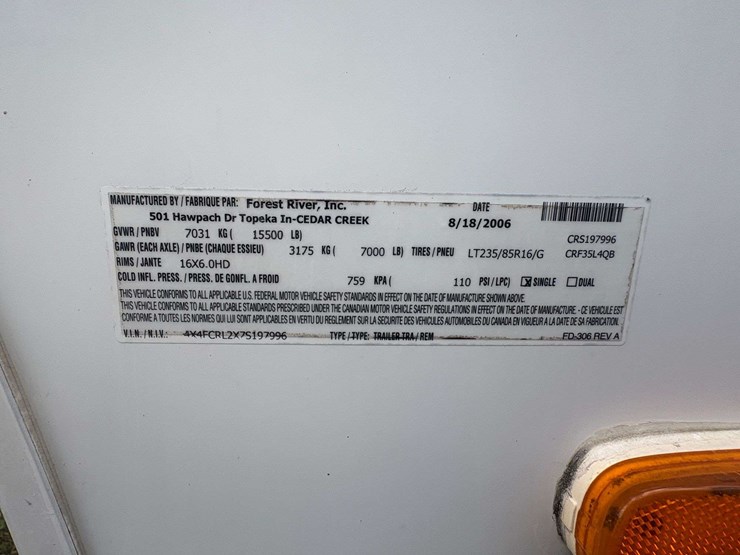 MANUFACTURED BY / FABRIQUE PAR: Forest River, Inc. DATE
501 Hawpach Dr Topeka In-CEDAR CREEK 8/18/2006
GVWR / PNBV 7031 KG ( 15500 LB) CRS197996
GAWR (EACH AXLE) / PNBE (CHAQUE ESSIEU) 3175 KG ( 7000 LB) TIRES / PNEU LT235/85R16/G CRF35L4QB
RIMS / JANTE 16X6.0HD
COLD INFL. PRESS. / PRESS. DE GONFL. A FROID 759 KPA ( 110 PSI / LPC) ☒ SINGLE ☐ DUAL
THIS VEHICLE CONFORMS TO ALL APPLICABLE U.S. FEDERAL MOTOR VEHICLE SAFETY STANDARDS IN EFFECT ON THE DATE OF MANUFACTURE SHOWN ABOVE.
THIS VEHICLE CONFORMS TO ALL APPLICABLE STANDARDS PRESCRIBED UNDER THE CANADIAN MOTOR VEHICLE SAFETY REGULATIONS IN EFFECT ON THE DATE OF MANUFACTURE - CE VEHICULE EST
CONFORME A TOUTES LES NORMES QUI LUI SONT APPLICABLES EN VERTU DU REGLEMENT SUR LA SECURITE DES VEHICULES AUTOMOBILES DU CANADA EN VIGUEUR A LA DATE DE SA FABRICATION.
V.I.N. / N.I.V.: 4X4FCRL2X7S197996 TYPE / TYPE: TRAILER-TRA / REM FD-306 REV A